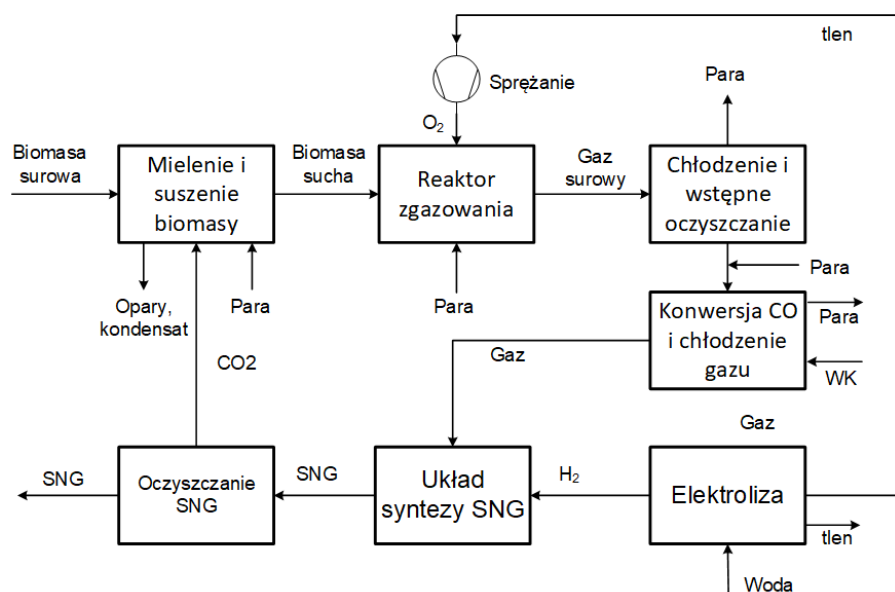 tlen
Sprężanie
Para
O2
Biomasa
surowa
Mielenie i
suszenie
biomasy
Biomasa
sucha
Reaktor
zgazowania
Gaz
surowy
Chłodzenie i
wstępne
oczyszczanie
Opary,
kondensat
Para
Para
Para
Konwersja CO
i chłodzenie
gazu
Para
WK
CO2
Gaz
Gaz
SNG
Oczyszczanie
SNG
SNG
Układ
syntezy SNG
H2
Elektroliza
tlen
Woda